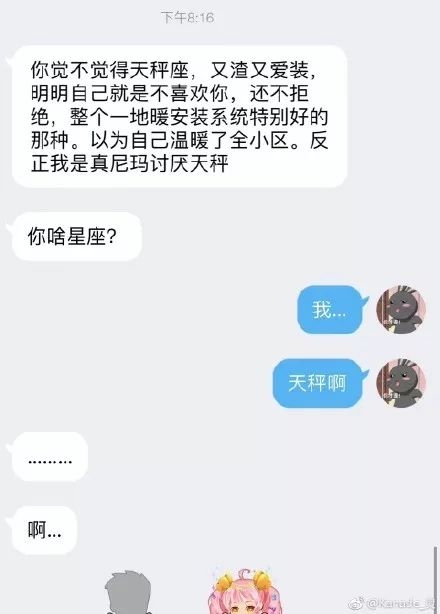 下午8:16
你觉不觉得天秤座，又渣又爱装，
明明自己就是不喜欢你，还不拒
绝，整个一地暖安装系统特别好的
那种。以为自己温暖了全小区。反
正我是真尼玛讨厌天秤
你啥星座？
我...
天秤啊
.........
啊...